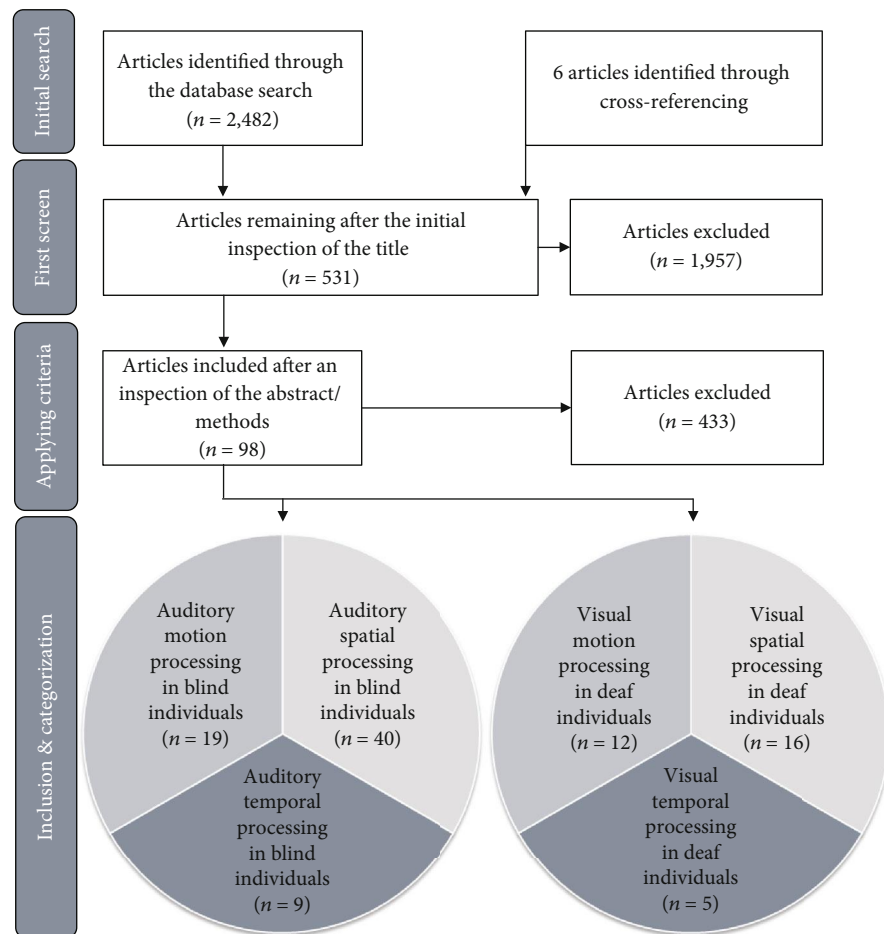 Initial search
Articles identified through
the database search
(n = 2,482)
6 articles identified through
cross-referencing
First screen
Articles remaining after the initial
inspection of the title
(n = 531)
Articles excluded
(n = 1,957)
Applying criteria
Articles included after an
inspection of the abstract/
methods
(n = 98)
Articles excluded
(n = 433)
Inclusion & categorization
Auditory
motion
processing
in blind
individuals
(n = 19)
Auditory
spatial
processing
in blind
individuals
(n = 40)
Auditory
temporal
processing
in blind
individuals
(n = 9)
Visual
motion
processing
in deaf
individuals
(n = 12)
Visual
spatial
processing
in deaf
individuals
(n = 16)
Visual
temporal
processing
in deaf
individuals
(n = 5)